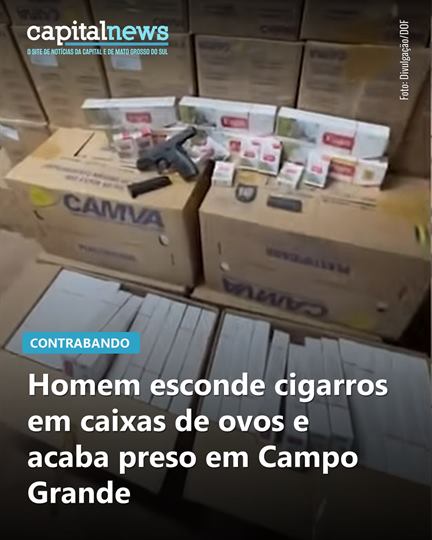 capitalnews
O SITE DE NOTÍCIAS DA CAPITAL E DE MATO GROSSO DO SUL
Foto: Divulgação/DOF
CAMVA
CAMVA
CONTRABANDO
Homem esconde cigarros
em caixas de ovos e
acaba preso em Campo
Grande